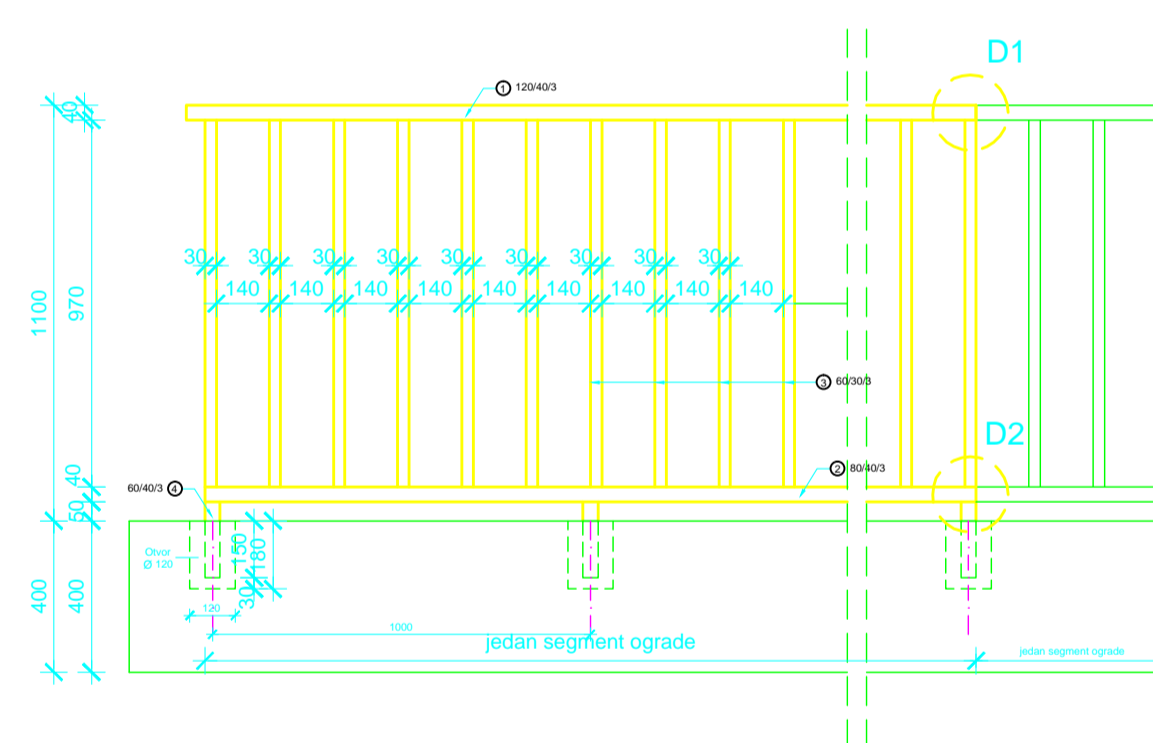 D1
① 120/40/3
40
30 30 30 30 30 30 30 30 30
140 140 140 140 140 140 140 140 140
1100
970
③ 60/30/3
D2
② 80/40/3
40
60/40/3 ④
50
Otvor
Ø 120
150
180
30
400
400
120
1000
jedan segment ograde
jedan segment ograde